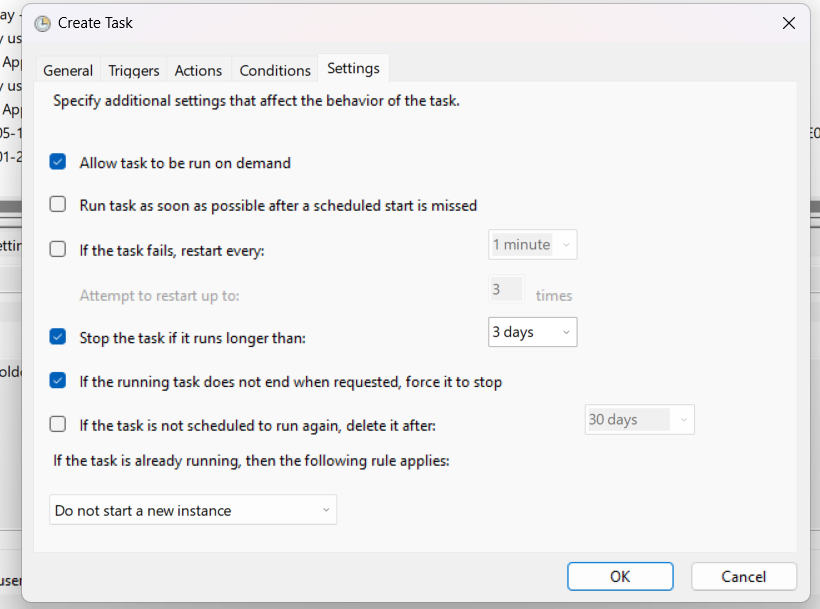 Create Task
General Triggers Actions Conditions Settings
Specify additional settings that affect the behavior of the task.
Allow task to be run on demand
Run task as soon as possible after a scheduled start is missed
If the task fails, restart every: 1 minute
Attempt to restart up to: 3 times
Stop the task if it runs longer than: 3 days
If the running task does not end when requested, force it to stop
If the task is not scheduled to run again, delete it after: 30 days
If the task is already running, then the following rule applies:
Do not start a new instance
OK Cancel